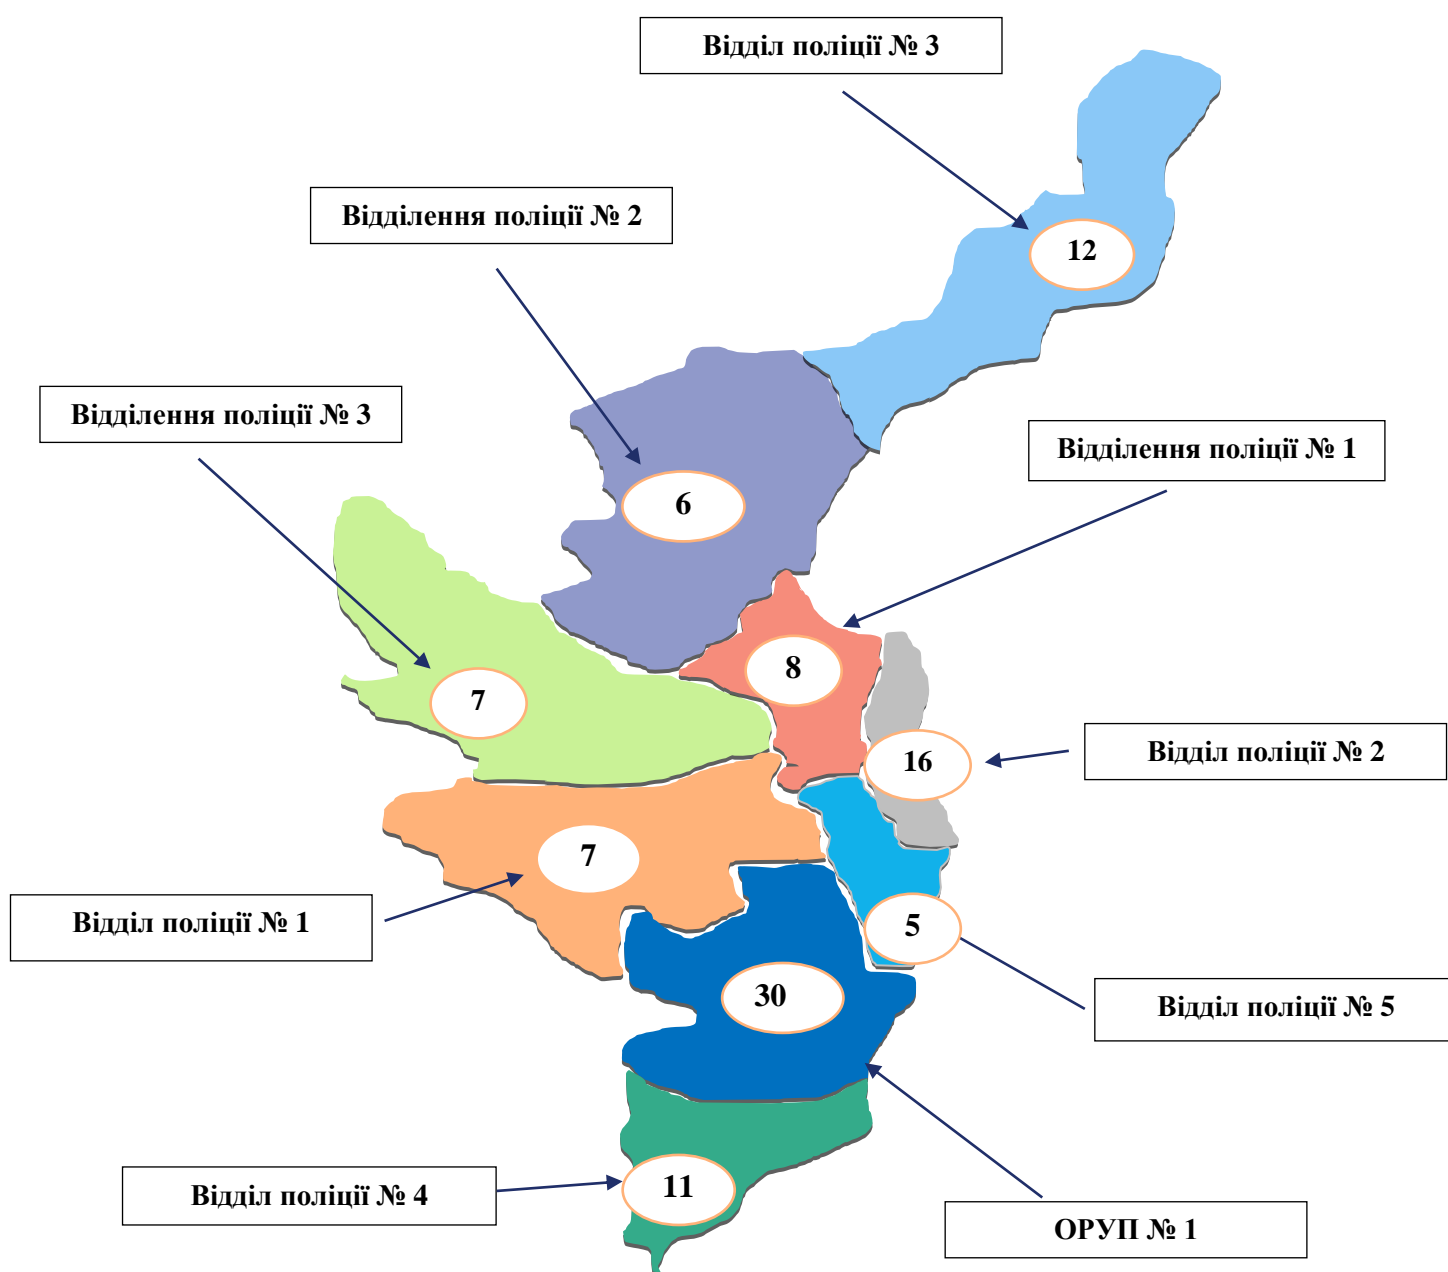 Відділ поліції № 3
Відділення поліції № 2
12
Відділення поліції № 3
Відділення поліції № 1
6
8
7
16
Відділ поліції № 2
7
Відділ поліції № 1
5
30
Відділ поліції № 5
Відділ поліції № 4
11
ОРУП № 1